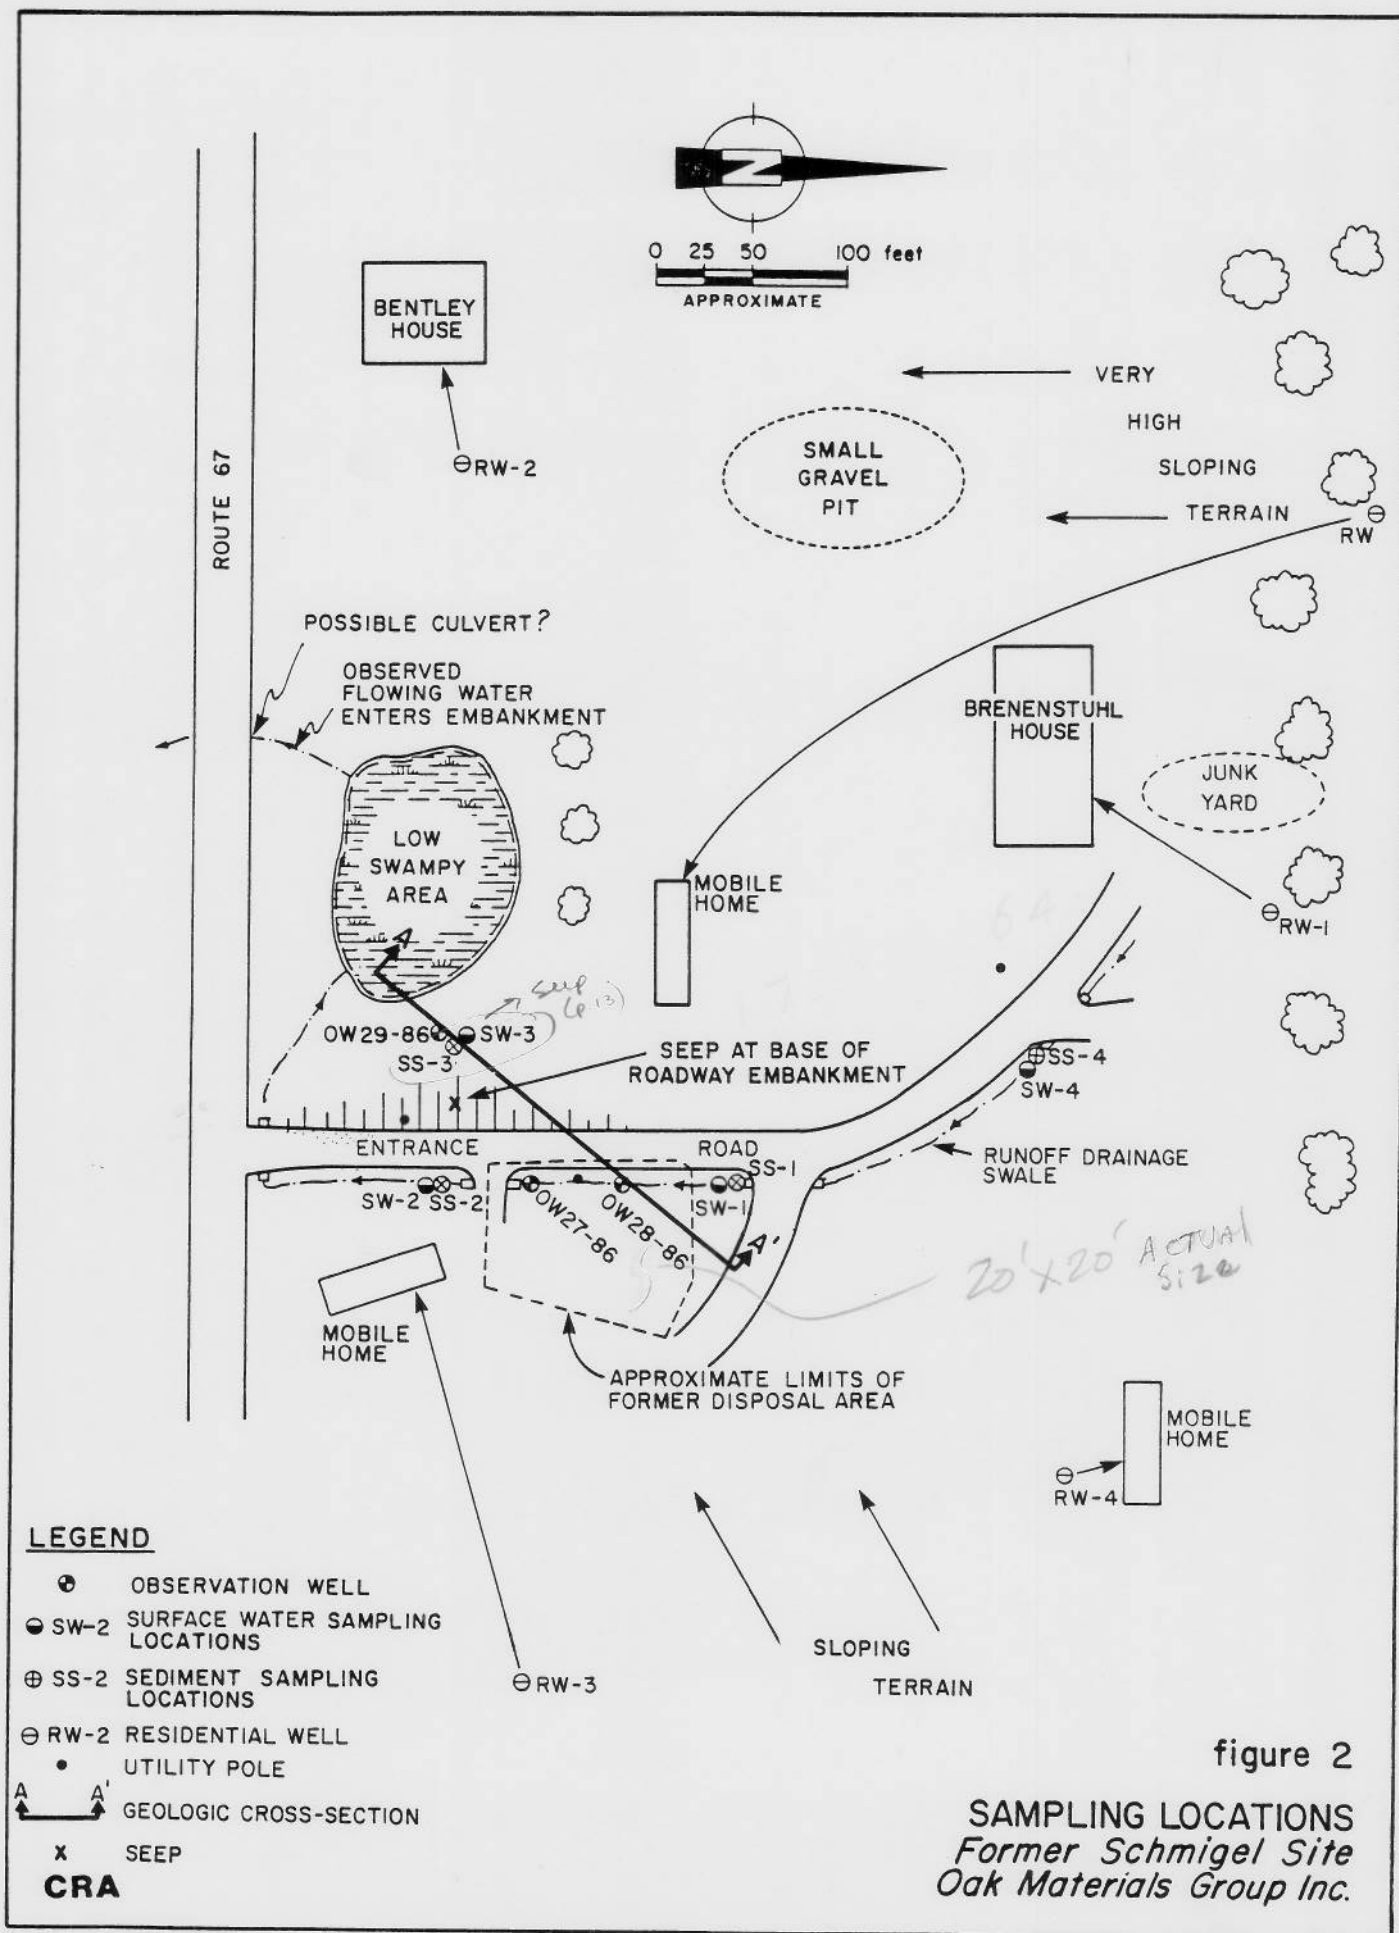 N
0 25 50 100 feet
APPROXIMATE
BENTLEY
HOUSE
RW-2
ROUTE 67
VERY
HIGH
SLOPING
TERRAIN
SMALL
GRAVEL
PIT
RW
POSSIBLE CULVERT?
OBSERVED
FLOWING WATER
ENTERS EMBANKMENT
BRENENSTUHL
HOUSE
JUNK
YARD
LOW
SWAMPY
AREA
MOBILE
HOME
RW-1
A
seep
(p.13)
OW29-86
SW-3
SS-3
SEEP AT BASE OF
ROADWAY EMBANKMENT
SS-4
SW-4
X
ENTRANCE ROAD
SS-1
RUNOFF DRAINAGE
SWALE
SW-2 SS-2
OW27-86
OW28-86
SW-1
A'
20'x20' ACTUAL
Size
MOBILE
HOME
APPROXIMATE LIMITS OF
FORMER DISPOSAL AREA
MOBILE
HOME
RW-4
RW-3
SLOPING
TERRAIN
LEGEND
OBSERVATION WELL
SW-2 SURFACE WATER SAMPLING
LOCATIONS
SS-2 SEDIMENT SAMPLING
LOCATIONS
RW-2 RESIDENTIAL WELL
UTILITY POLE
A A' GEOLOGIC CROSS-SECTION
X SEEP
CRA
figure 2
SAMPLING LOCATIONS
Former Schmigel Site
Oak Materials Group Inc.